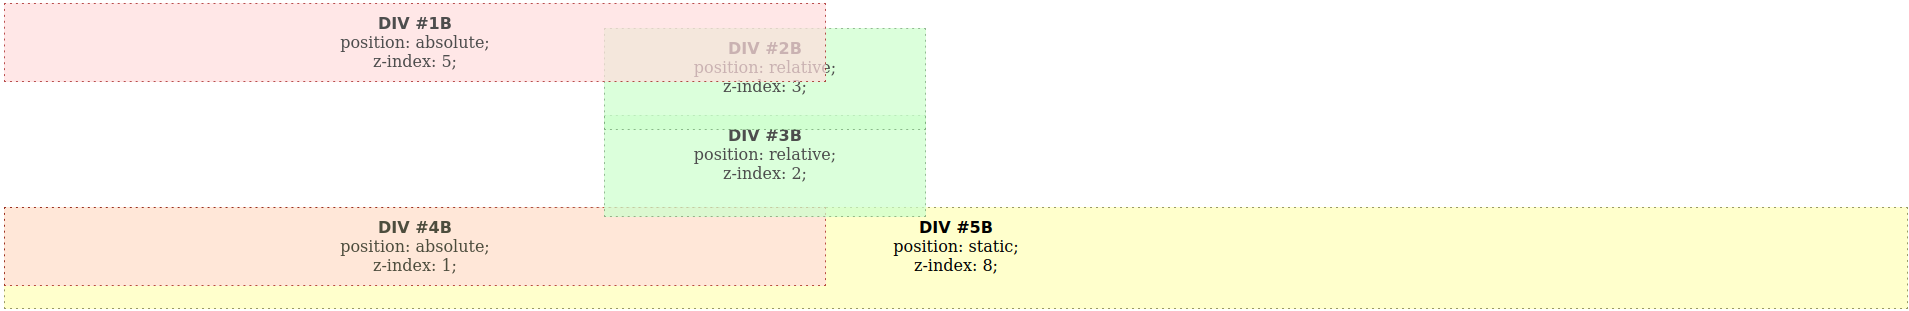 DIV #1B
position: absolute;
z-index: 5;
DIV #2B
position: relative;
z-index: 3;
DIV #3B
position: relative;
z-index: 2;
DIV #4B
position: absolute;
z-index: 1;
DIV #5B
position: static;
z-index: 8;